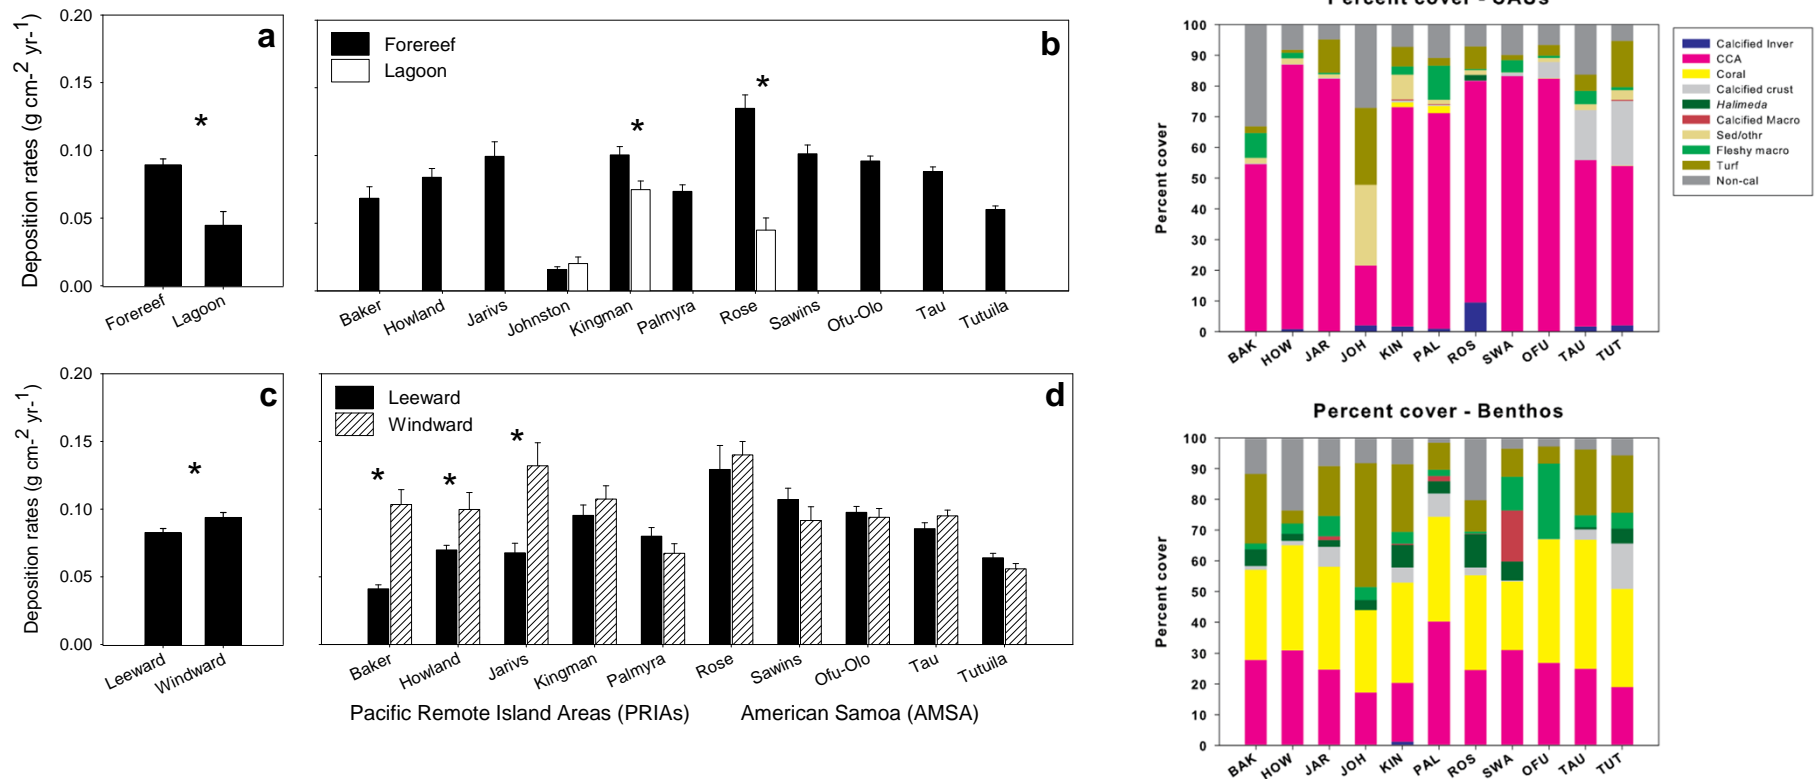 Deposition rates (g cm-2 yr-1)
0.20
0.15
0.10
0.05
0.00
a
*
Forereef
Lagoon
b
Forereef
Lagoon
*
*
Baker
Howland
Jarivs
Johnston
Kingman
Palmyra
Rose
Sawins
Ofu-Olo
Tau
Tutuila
Deposition rates (g cm-2 yr-1)
0.20
0.15
0.10
0.05
0.00
c
*
Leeward
Windward
d
Leeward
Windward
*
*
*
Baker
Howland
Jarivs
Kingman
Palmyra
Rose
Sawins
Ofu-Olo
Tau
Tutuila
Pacific Remote Island Areas (PRIAs)
American Samoa (AMSA)
Percent cover - CAUs
Percent cover
100
90
80
70
60
50
40
30
20
10
0
BAK
HOW
JAR
JOH
KIN
PAL
ROS
SWA
OFU
TAU
TUT
Calcified Inver
CCA
Coral
Calcified crust
Halimeda
Calcified Macro
Sed/othr
Fleshy macro
Turf
Non-cal
Percent cover - Benthos
Percent cover
100
90
80
70
60
50
40
30
20
10
0
BAK
HOW
JAR
JOH
KIN
PAL
ROS
SWA
OFU
TAU
TUT